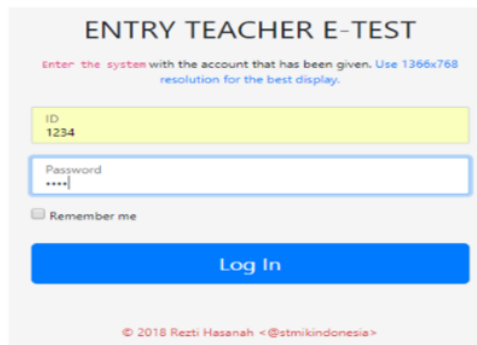 ENTRY TEACHER E-TEST
Enter the system with the account that has been given. Use 1366x768
resolution for the best display.
ID
1234
Password
••••
Remember me
Log In
© 2018 Rezti Hasanah <@stmikindonesia>